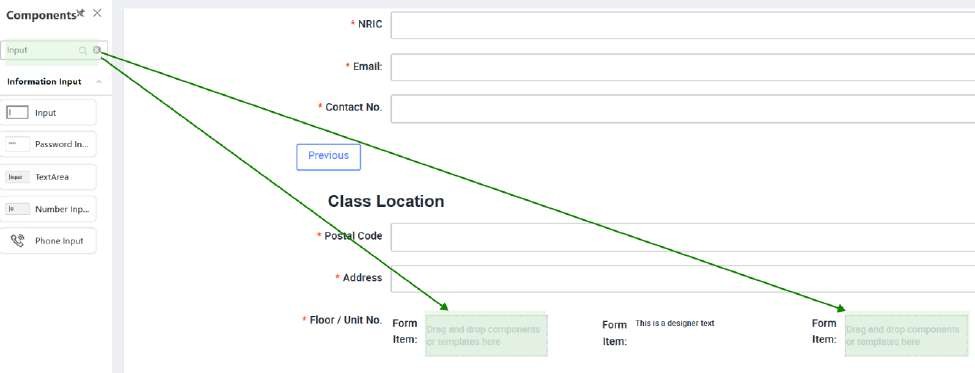 Components
Input
Information Input
Input
Password In...
TextArea
Number Inp...
Phone Input
* NRIC
* Email:
* Contact No.
Previous
Class Location
* Postal Code
* Address
* Floor / Unit No.
Form
Item:
Drag and drop components
or templates here
Form
Item:
This is a designer text
Form
Item:
Drag and drop components
or templates here